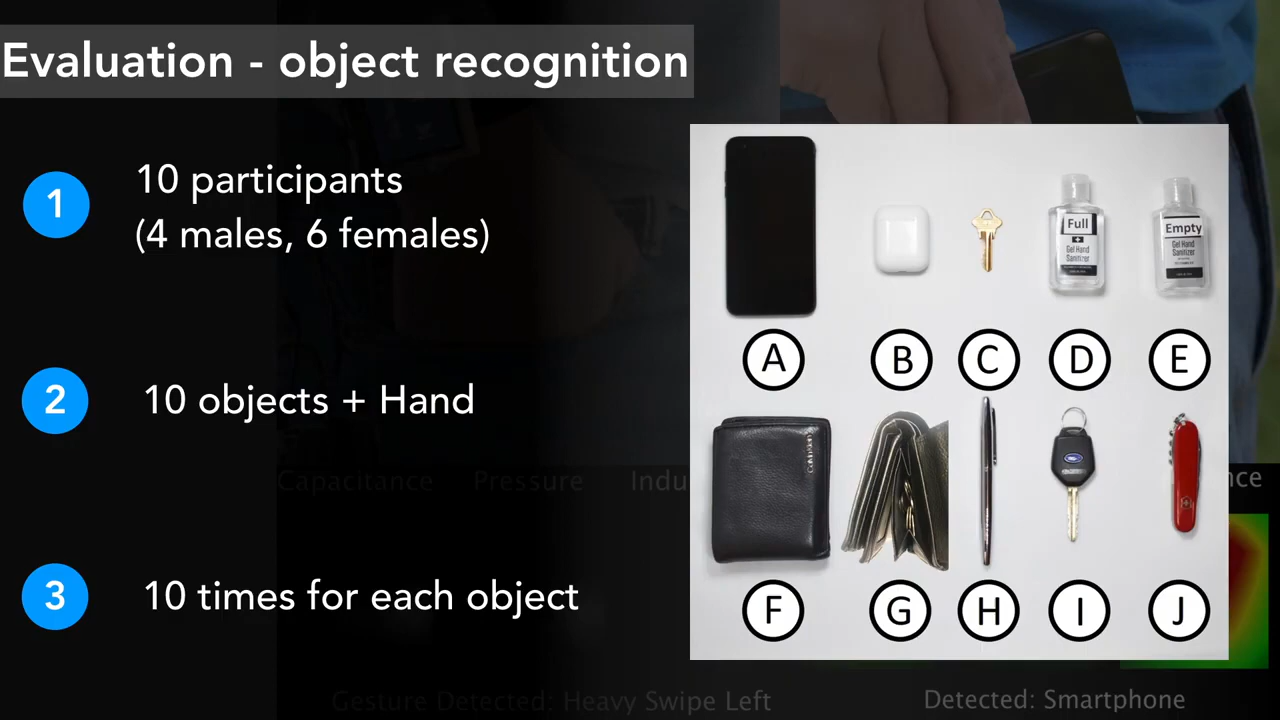 Evaluation - object recognition
1
10 participants
(4 males, 6 females)
2
10 objects + Hand
3
10 times for each object
Full
Gel Hand
Sanitizer
Empty
Gel Hand
Sanitizer
A B C D E
F G H I J
Capacitance Pressure
Gesture Detected: Heavy Swipe Left
Detected: Smartphone